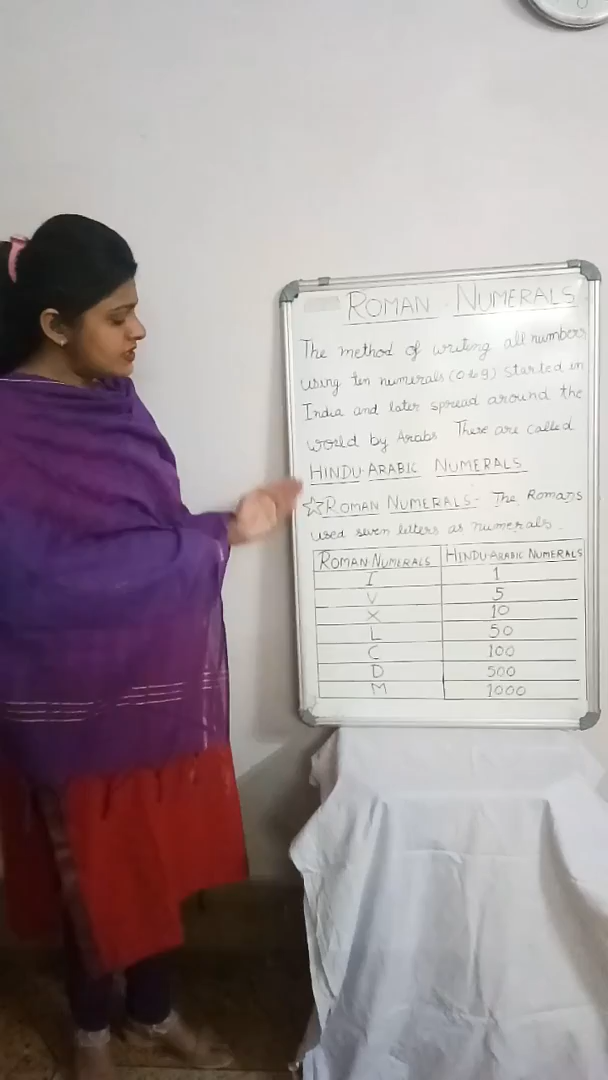 ROMAN NUMERALS
The method of writing all numbers
using ten numerals (0 to 9) started in
India and later spread around the
world by Arabs There are called
HINDU-ARABIC NUMERALS
☆ROMAN NUMERALS- The Romans
used seven letters as numerals.
ROMAN-NUMERALS HINDU-ARABIC NUMERALS
I 1
V 5
X 10
L 50
C 100
D 500
M 1000